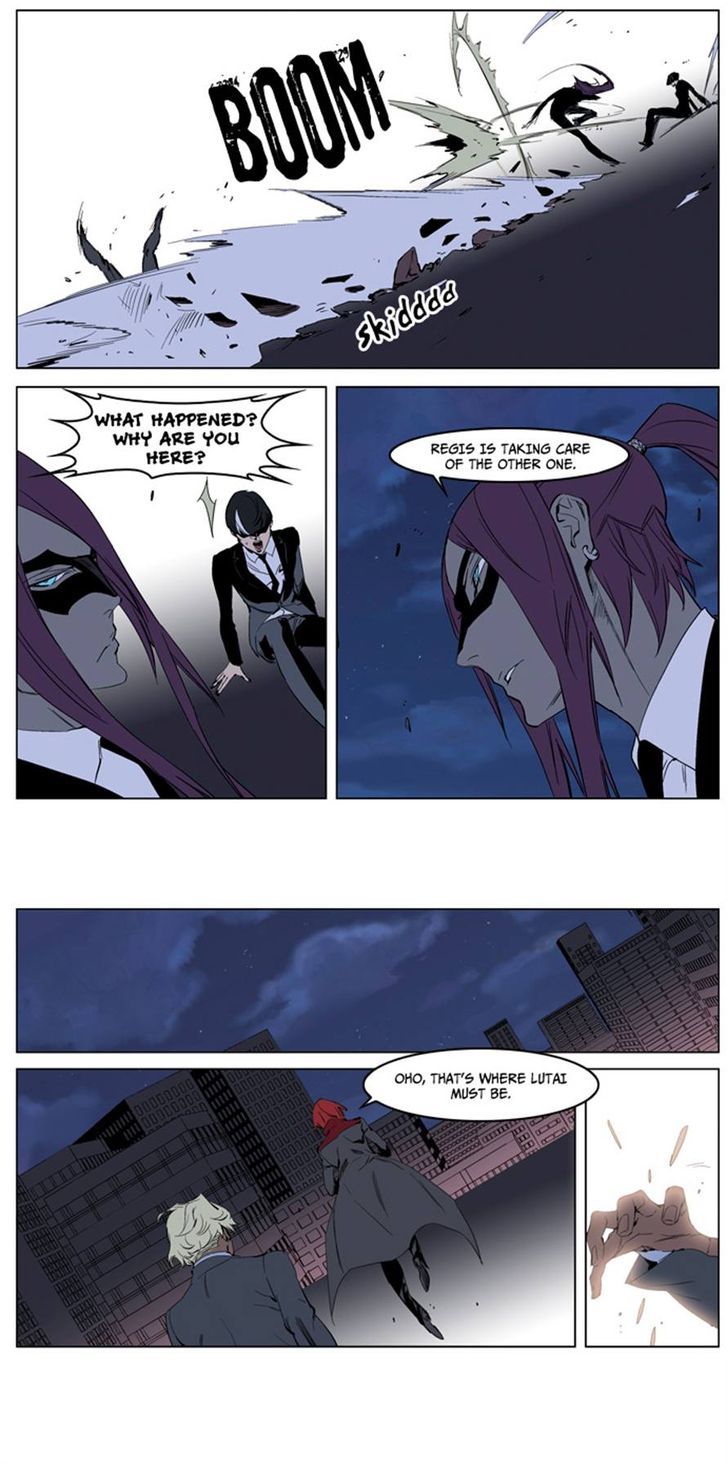 BOOM
skidddd
WHAT HAPPENED?
WHY ARE YOU
HERE?
REGIS IS TAKING CARE
OF THE OTHER ONE.
OHO, THAT'S WHERE LUTAI
MUST BE.